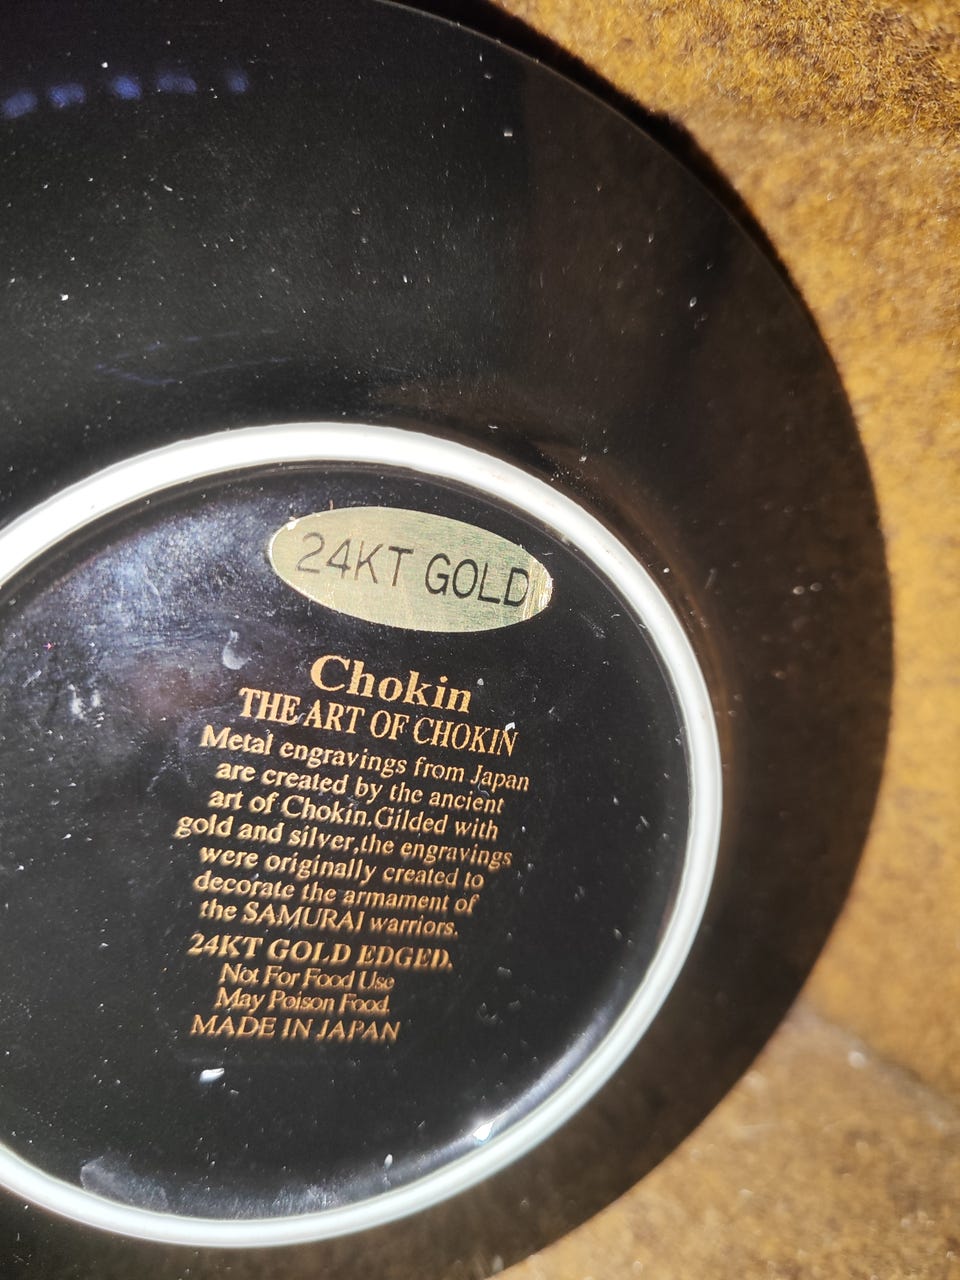 24KT GOLD
Chokin
THE ART OF CHOKIN
Metal engravings from Japan
are created by the ancient
art of Chokin.Gilded with
gold and silver,the engravings
were originally created to
decorate the armament of
the SAMURAI warriors.
24KT GOLD EDGED.
Not For Food Use
May Poison Food.
MADE IN JAPAN